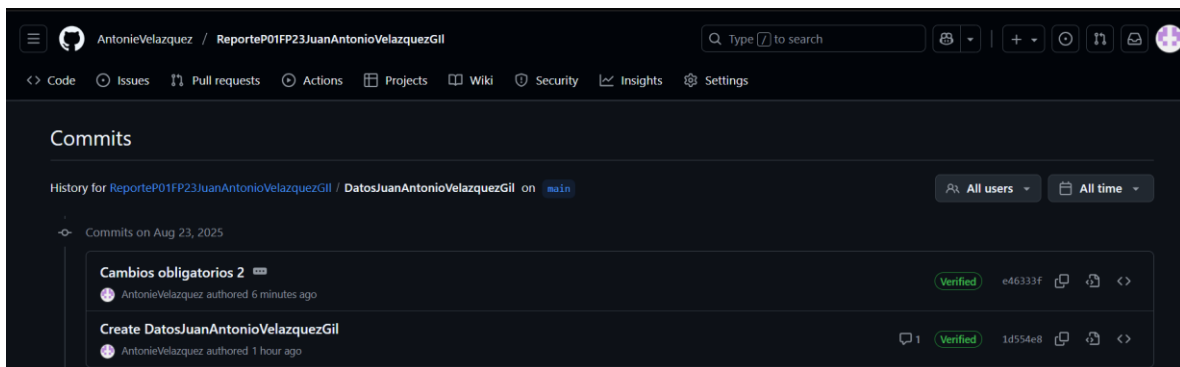 AntonieVelazquez / ReporteP01FP23JuanAntonioVelazquezGIl
Type / to search
Code Issues Pull requests Actions Projects Wiki Security Insights Settings
Commits
History for ReporteP01FP23JuanAntonioVelazquezGIl / DatosJuanAntonioVelazquezGil on main
All users All time
Commits on Aug 23, 2025
Cambios obligatorios 2
AntonieVelazquez authored 6 minutes ago
Verified e46333f
Create DatosJuanAntonioVelazquezGil
AntonieVelazquez authored 1 hour ago
1 Verified 1d554e8